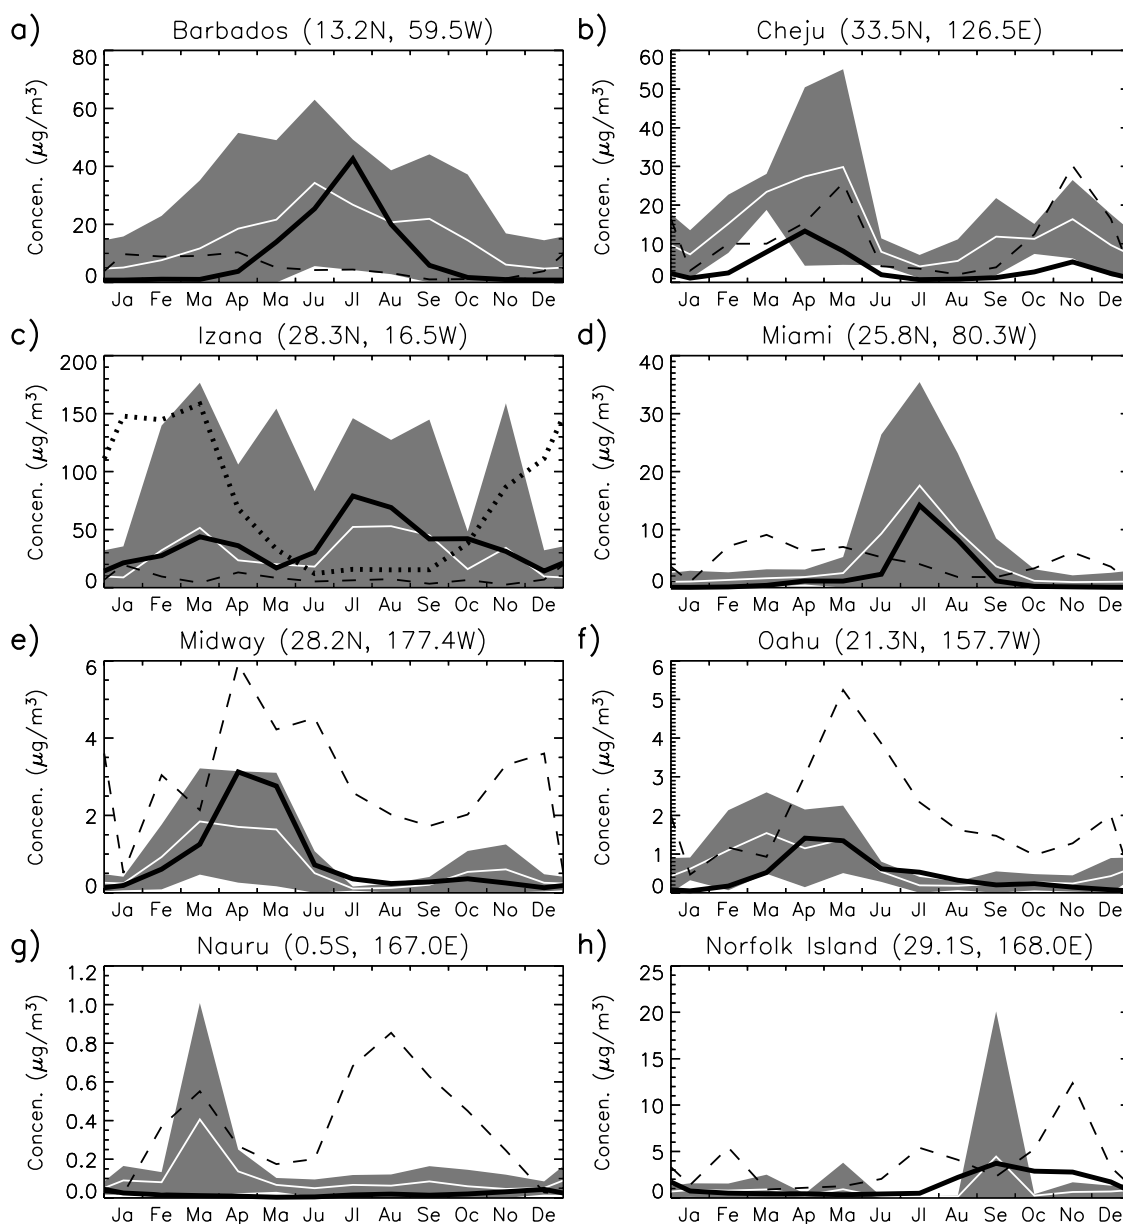 a) Barbados (13.2N, 59.5W)
Concen. (μg/m³)
80
60
40
20
0
Ja Fe Ma Ap Ma Ju Jl Au Se Oc No De
b) Cheju (33.5N, 126.5E)
Concen. (μg/m³)
60
50
40
30
20
10
0
Ja Fe Ma Ap Ma Ju Jl Au Se Oc No De
c) Izana (28.3N, 16.5W)
Concen. (μg/m³)
200
150
100
50
0
Ja Fe Ma Ap Ma Ju Jl Au Se Oc No De
d) Miami (25.8N, 80.3W)
Concen. (μg/m³)
40
30
20
10
0
Ja Fe Ma Ap Ma Ju Jl Au Se Oc No De
e) Midway (28.2N, 177.4W)
Concen. (μg/m³)
6
4
2
0
Ja Fe Ma Ap Ma Ju Jl Au Se Oc No De
f) Oahu (21.3N, 157.7W)
Concen. (μg/m³)
6
5
4
3
2
1
0
Ja Fe Ma Ap Ma Ju Jl Au Se Oc No De
g) Nauru (0.5S, 167.0E)
Concen. (μg/m³)
1.2
1.0
0.8
0.6
0.4
0.2
0.0
Ja Fe Ma Ap Ma Ju Jl Au Se Oc No De
h) Norfolk Island (29.1S, 168.0E)
Concen. (μg/m³)
25
20
15
10
5
0
Ja Fe Ma Ap Ma Ju Jl Au Se Oc No De